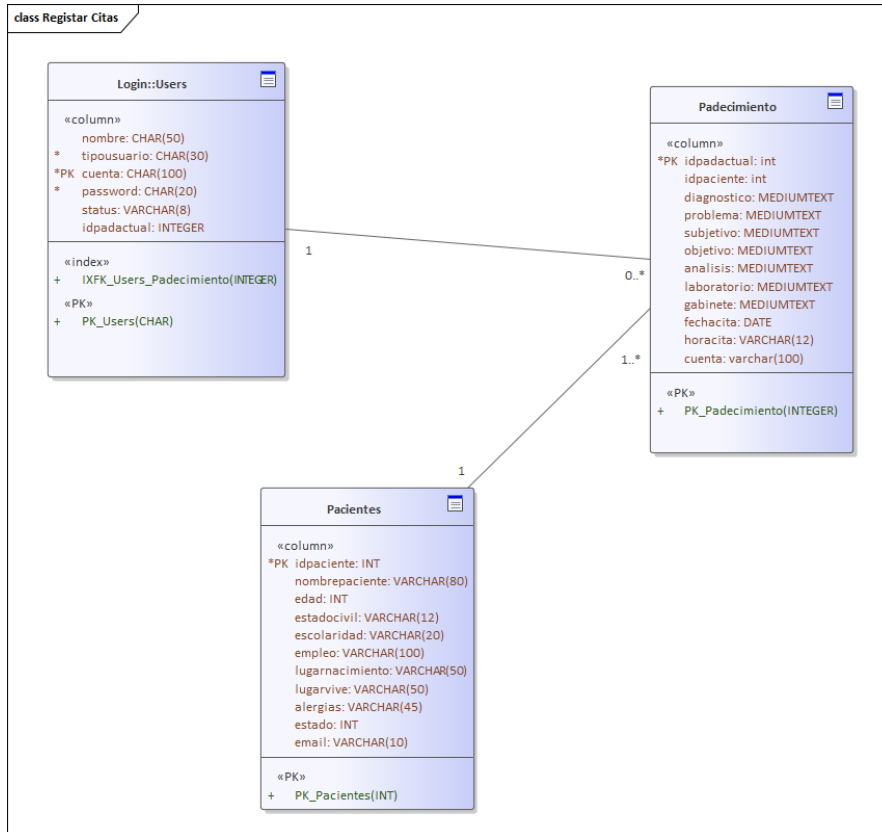 class Registar Citas
Login::Users
«column»
nombre: CHAR(50)
* tipousuario: CHAR(30)
*PK cuenta: CHAR(100)
* password: CHAR(20)
status: VARCHAR(8)
idpadactual: INTEGER
«index»
+ IXFK_Users_Padecimiento(INTEGER)
«PK»
+ PK_Users(CHAR)
1
0..*
Padecimiento
«column»
*PK idpadactual: int
idpaciente: int
diagnostico: MEDIUMTEXT
problema: MEDIUMTEXT
subjetivo: MEDIUMTEXT
objetivo: MEDIUMTEXT
analisis: MEDIUMTEXT
laboratorio: MEDIUMTEXT
gabinete: MEDIUMTEXT
fechacita: DATE
horacita: VARCHAR(12)
cuenta: varchar(100)
«PK»
+ PK_Padecimiento(INTEGER)
1..*
1
Pacientes
«column»
*PK idpaciente: INT
nombrepaciente: VARCHAR(80)
edad: INT
estadocivil: VARCHAR(12)
escolaridad: VARCHAR(20)
empleo: VARCHAR(100)
lugarnacimiento: VARCHAR(50)
lugarvive: VARCHAR(50)
alergias: VARCHAR(45)
estado: INT
email: VARCHAR(10)
«PK»
+ PK_Pacientes(INT)